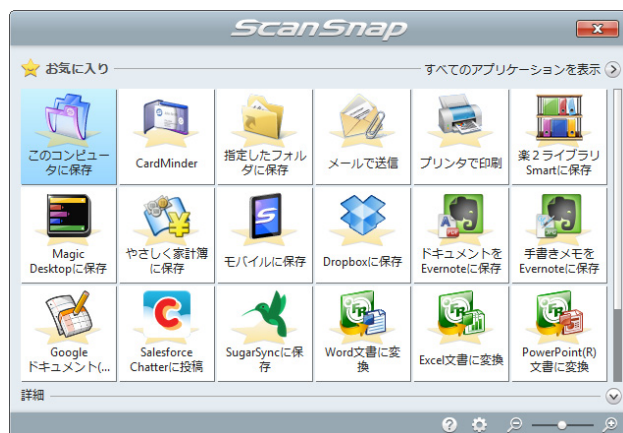 ScanSnap
お気に入り
すべてのアプリケーションを表示
このコンピュー
タに保存
CardMinder
指定したフォル
ダに保存
メールで送信
プリンタで印刷
楽2ライブラリ
Smartに保存
Magic
Desktopに保存
やさしく家計簿
に保存
モバイルに保存
Dropboxに保存
ドキュメントを
Evernoteに保存
手書きメモを
Evernoteに保存
Google
ドキュメント(...
Salesforce
Chatterに投稿
SugarSyncに保
存
Word文書に変
換
Excel文書に変換
PowerPoint(R)
文書に変換
詳細